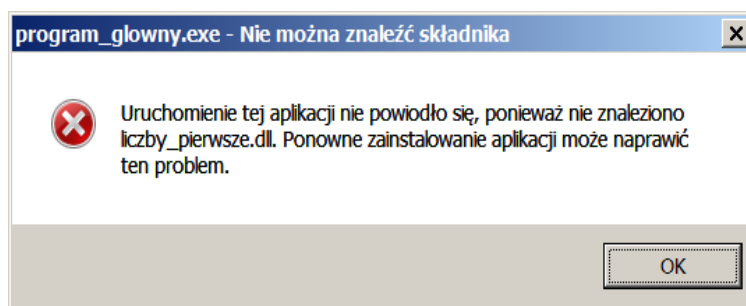 program_glowny.exe - Nie można znaleźć składnika
Uruchomienie tej aplikacji nie powiodło się, ponieważ nie znaleziono
liczby_pierwsze.dll. Ponowne zainstalowanie aplikacji może naprawić
ten problem.
OK